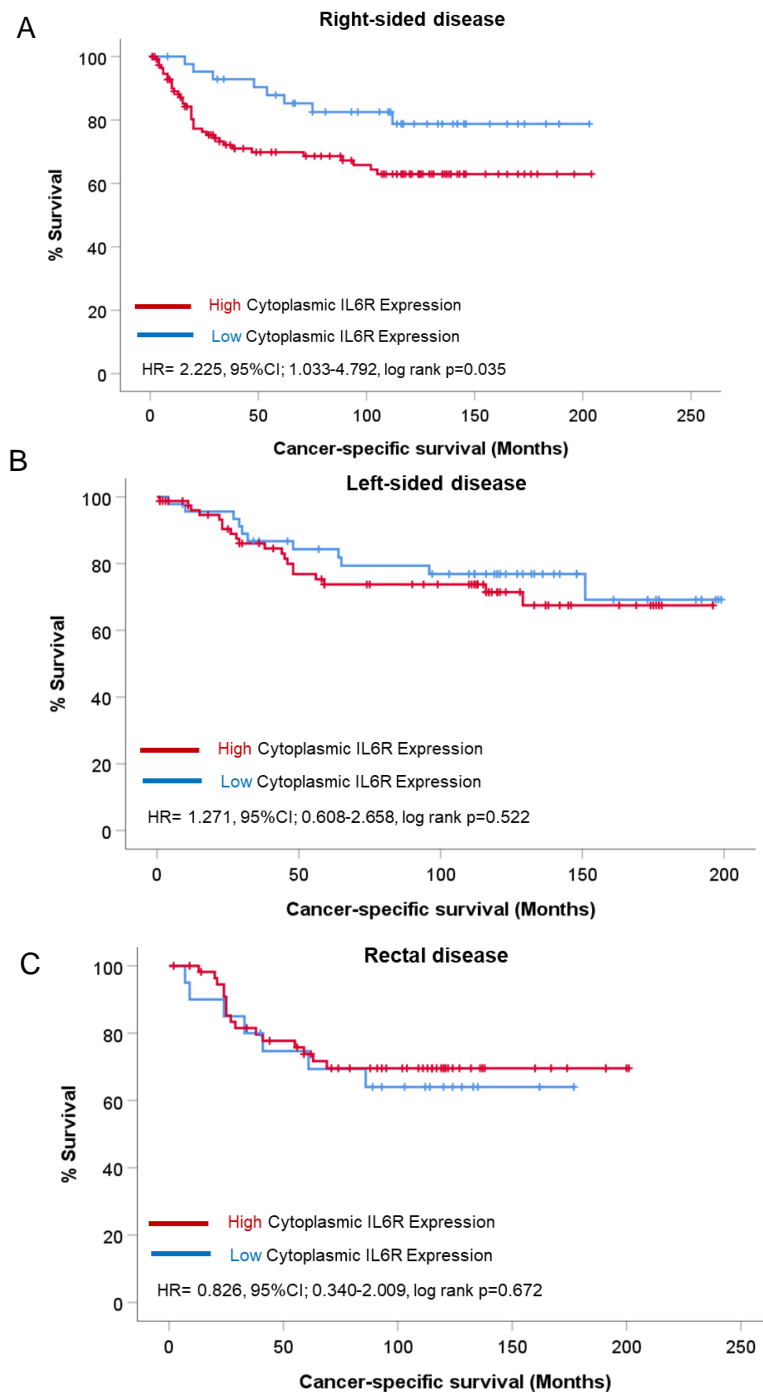 A
Right-sided disease
100
80
60
40
20
0
% Survival
High Cytoplasmic IL6R Expression
Low Cytoplasmic IL6R Expression
HR= 2.225, 95%CI; 1.033-4.792, log rank p=0.035
0 50 100 150 200 250
Cancer-specific survival (Months)
B
Left-sided disease
100
80
60
40
20
0
% Survival
High Cytoplasmic IL6R Expression
Low Cytoplasmic IL6R Expression
HR= 1.271, 95%CI; 0.608-2.658, log rank p=0.522
0 50 100 150 200
Cancer-specific survival (Months)
C
Rectal disease
100
80
60
40
20
0
% Survival
High Cytoplasmic IL6R Expression
Low Cytoplasmic IL6R Expression
HR= 0.826, 95%CI; 0.340-2.009, log rank p=0.672
0 50 100 150 200 250
Cancer-specific survival (Months)